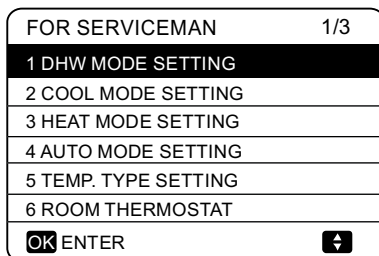 FOR SERVICEMAN 1/3
1 DHW MODE SETTING
2 COOL MODE SETTING
3 HEAT MODE SETTING
4 AUTO MODE SETTING
5 TEMP. TYPE SETTING
6 ROOM THERMOSTAT
OK ENTER